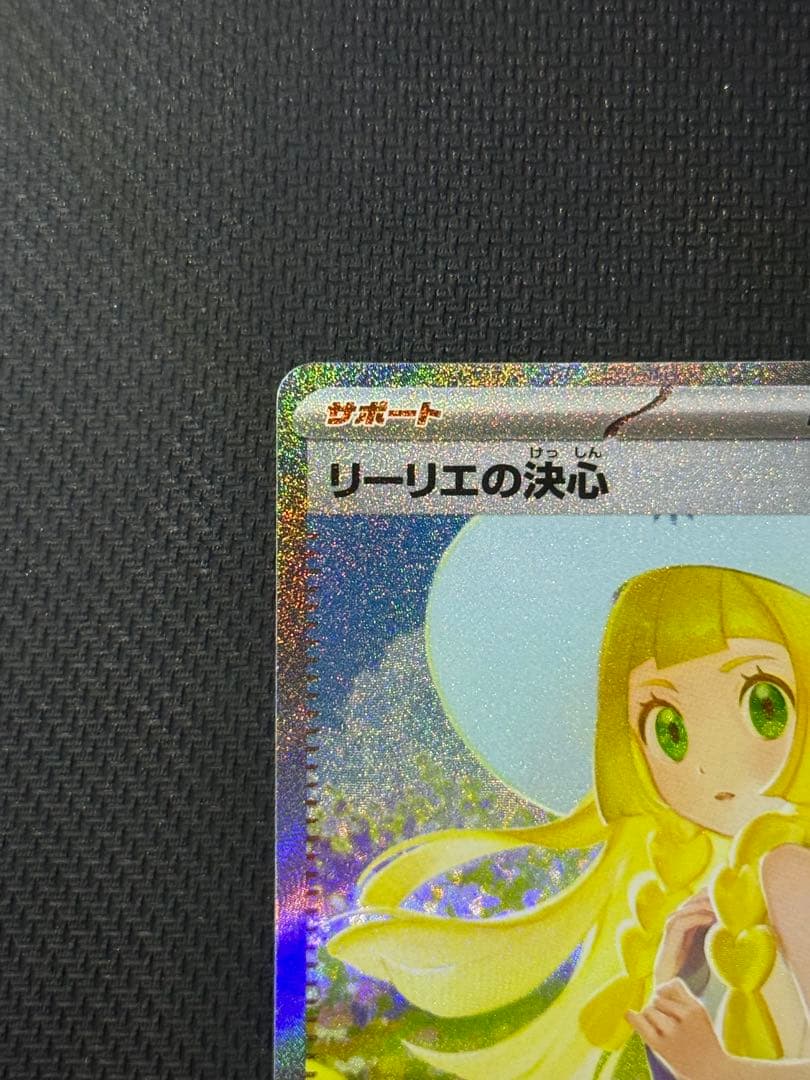 サポート
けっ しん
リーリエの決心